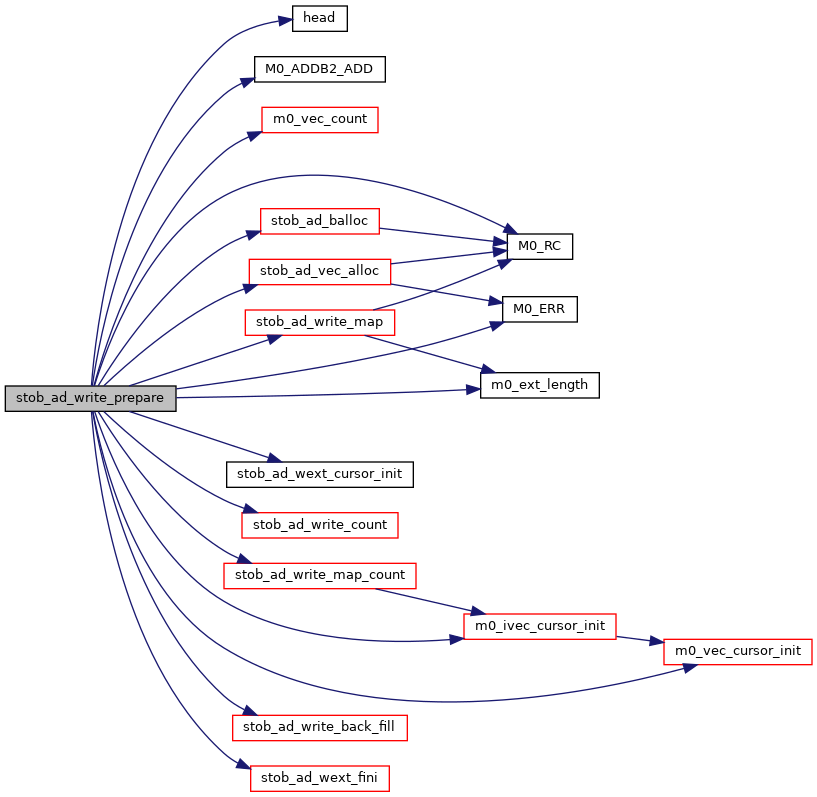 head
M0_ADDB2_ADD
m0_vec_count
stob_ad_balloc
M0_RC
stob_ad_vec_alloc
M0_ERR
stob_ad_write_map
m0_ext_length
stob_ad_write_prepare
stob_ad_wext_cursor_init
stob_ad_write_count
stob_ad_write_map_count
m0_ivec_cursor_init
m0_vec_cursor_init
stob_ad_write_back_fill
stob_ad_wext_fini